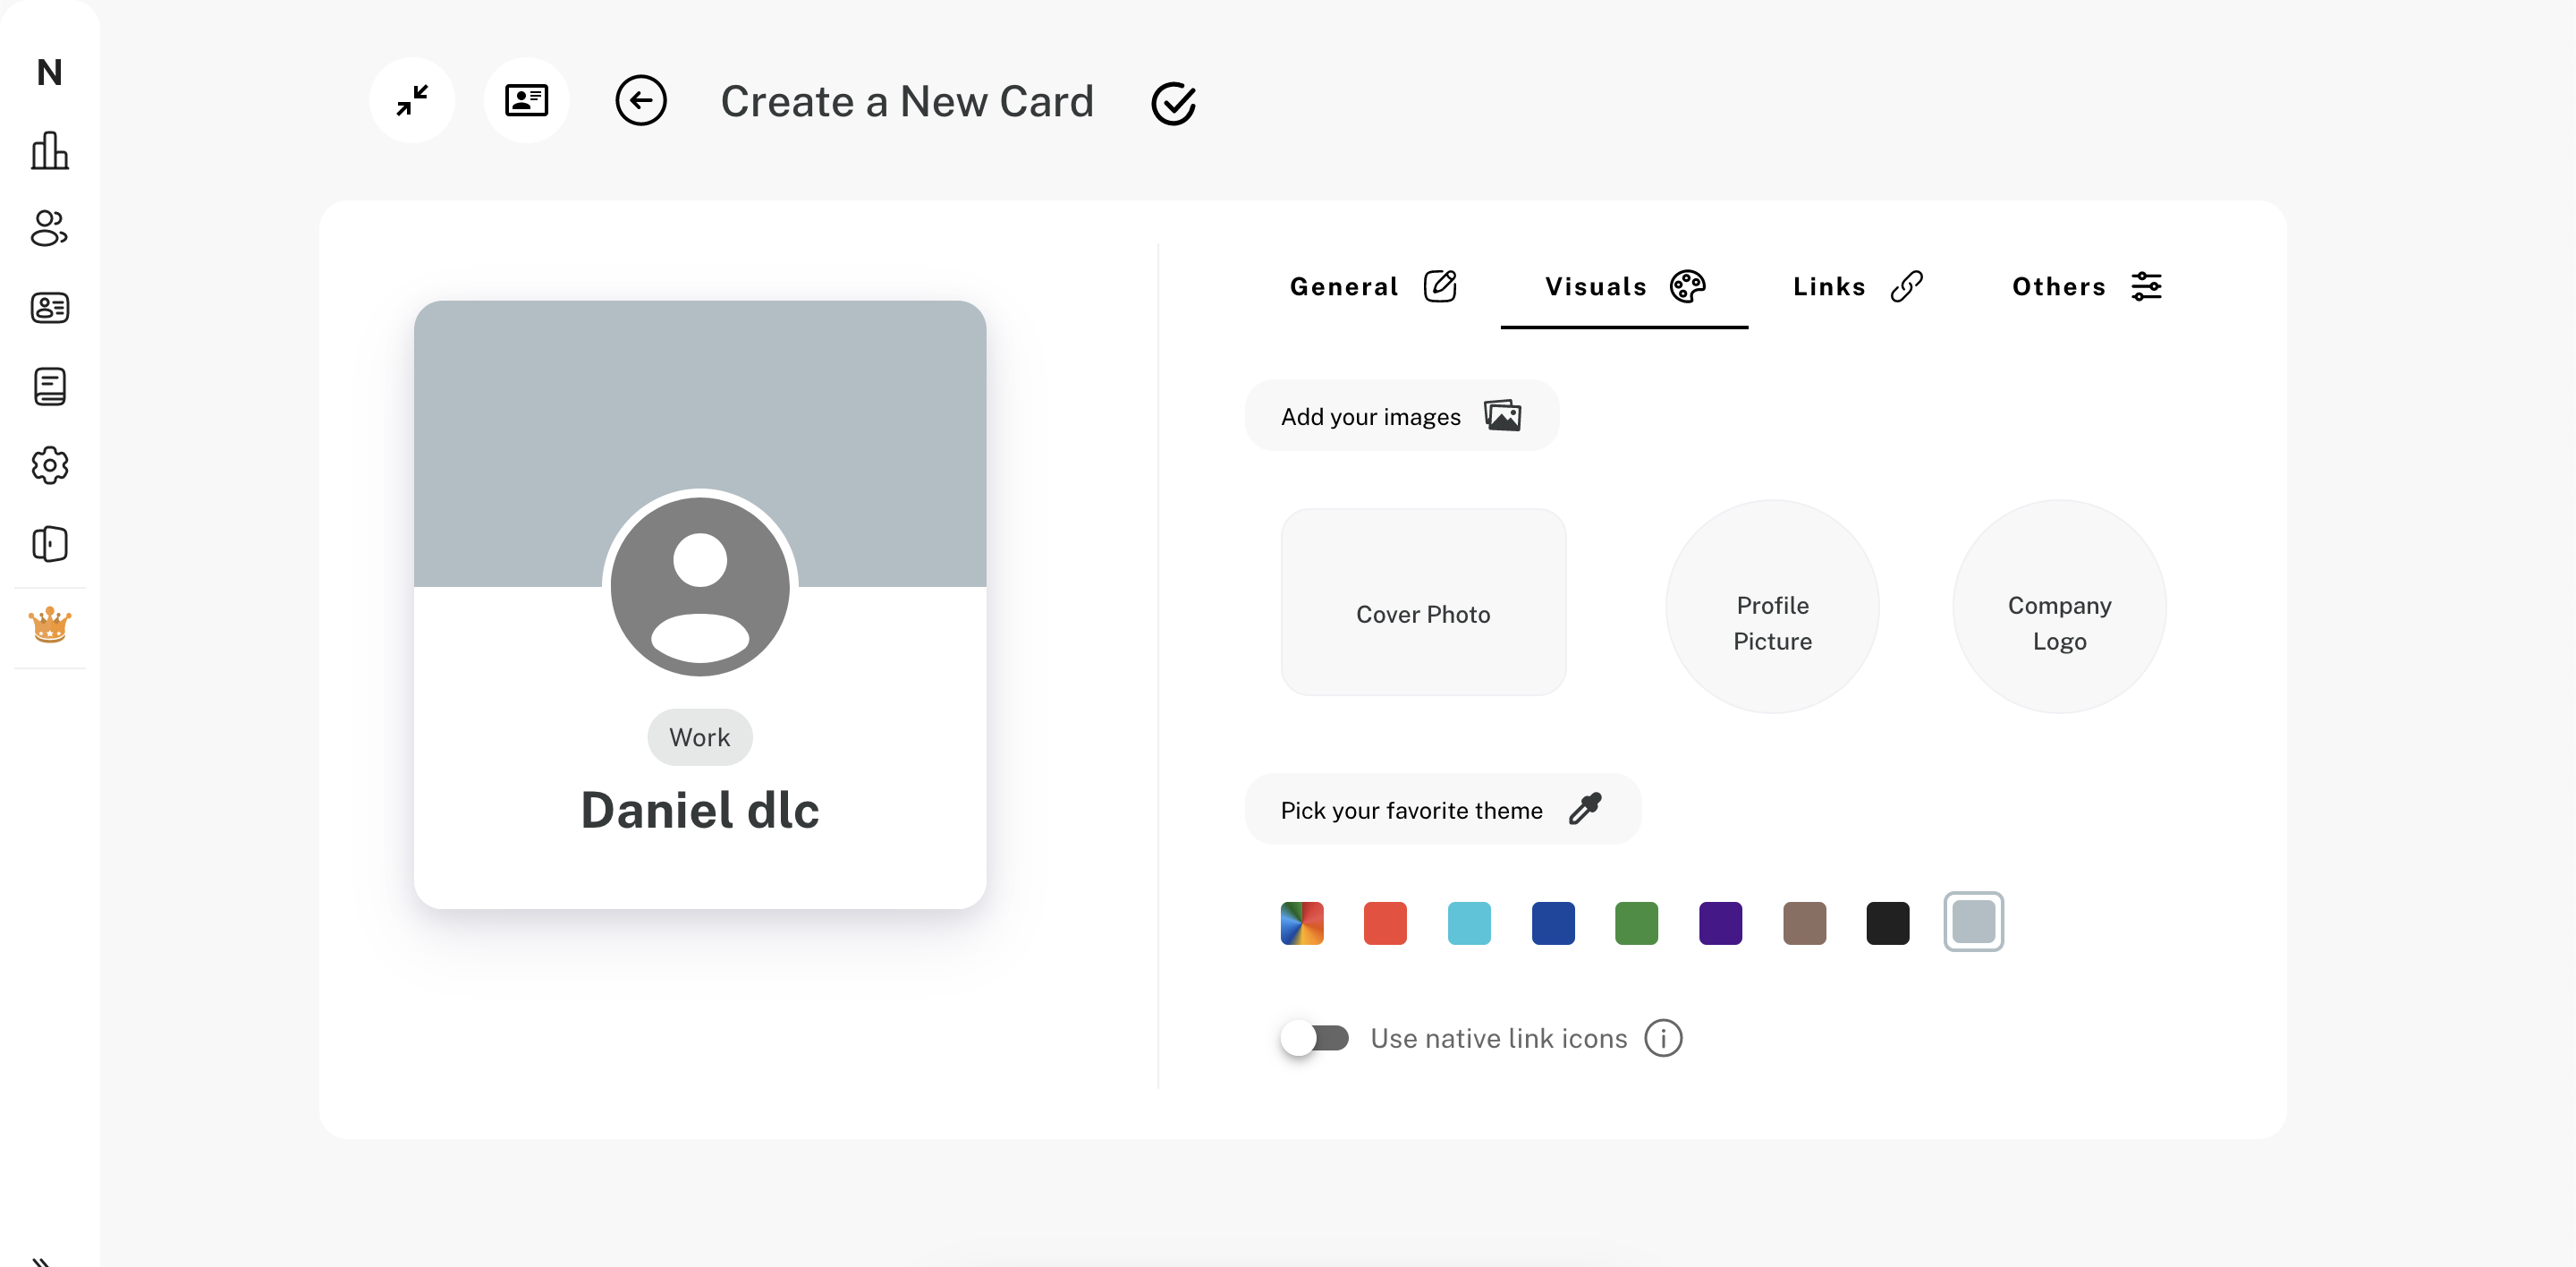 N
Create a New Card
General
Visuals
Links
Others
Add your images
Cover Photo
Profile
Picture
Company
Logo
Work
Daniel dlc
Pick your favorite theme
Use native link icons